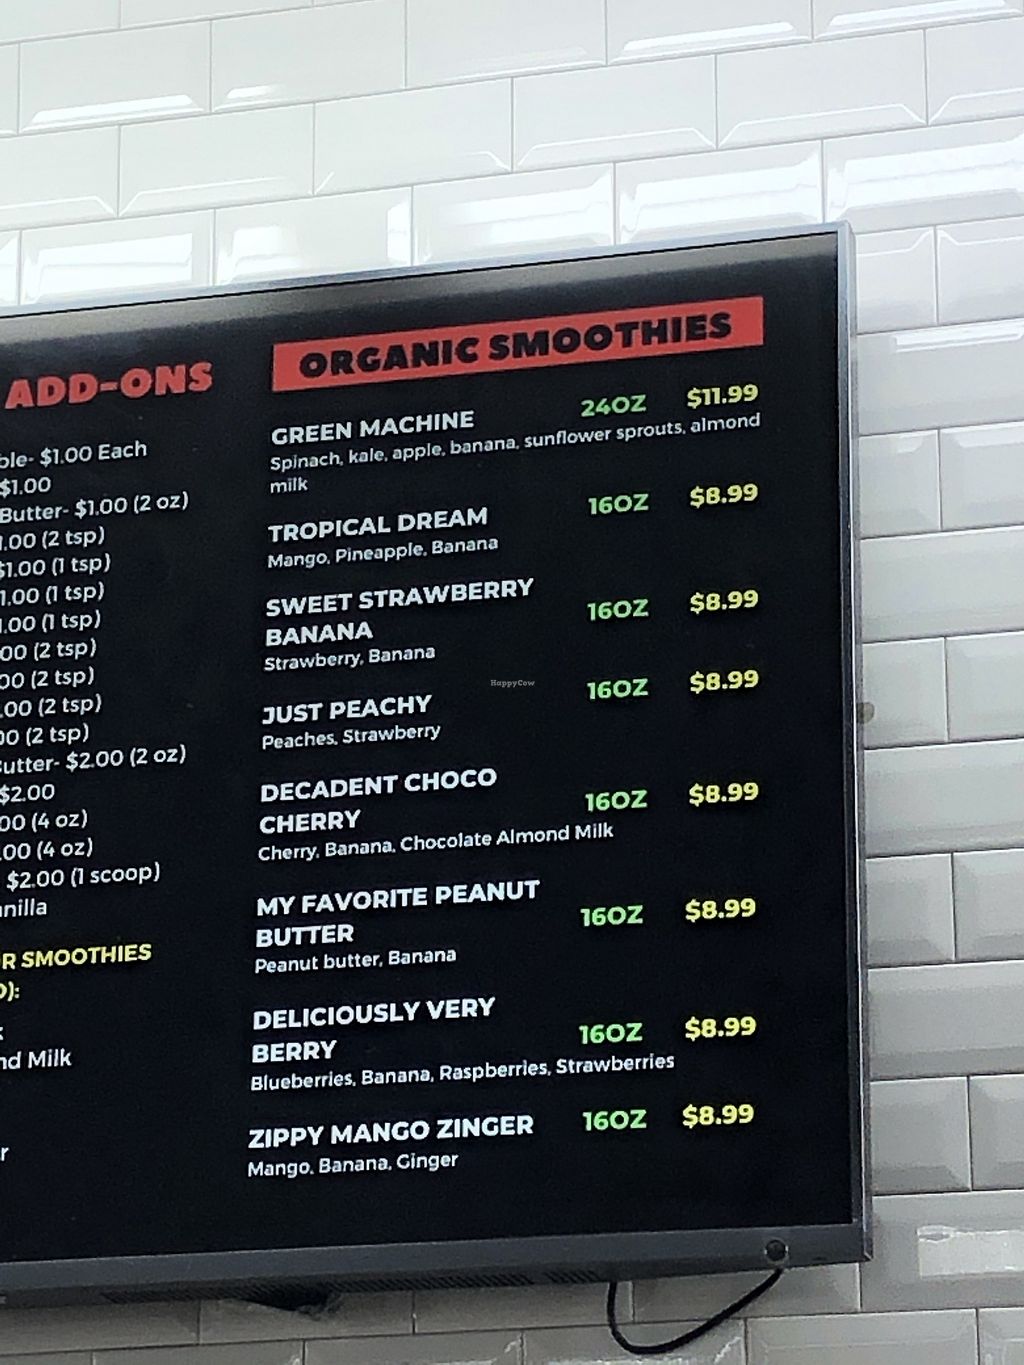 ADD-ONS
$1.00 Each
$1.00
Butter- $1.00 (2 oz)
.00 (2 tsp)
$1.00 (1 tsp)
1.00 (1 tsp)
.00 (1 tsp)
00 (2 tsp)
00 (2 tsp)
.00 (2 tsp)
00 (2 tsp)
utter- $2.00 (2 oz)
$2.00
00 (4 oz)
.00 (4 oz)
$2.00 (1 scoop)
nilla
R SMOOTHIES
):
nd Milk
r
ORGANIC SMOOTHIES
GREEN MACHINE 24OZ $11.99
Spinach, kale, apple, banana, sunflower sprouts, almond
milk
TROPICAL DREAM 16OZ $8.99
Mango, Pineapple, Banana
SWEET STRAWBERRY
BANANA 16OZ $8.99
Strawberry, Banana
HappyCow
JUST PEACHY 16OZ $8.99
Peaches, Strawberry
DECADENT CHOCO
CHERRY 16OZ $8.99
Cherry, Banana, Chocolate Almond Milk
MY FAVORITE PEANUT
BUTTER 16OZ $8.99
Peanut butter, Banana
DELICIOUSLY VERY
BERRY 16OZ $8.99
Blueberries, Banana, Raspberries, Strawberries
ZIPPY MANGO ZINGER 16OZ $8.99
Mango, Banana, Ginger